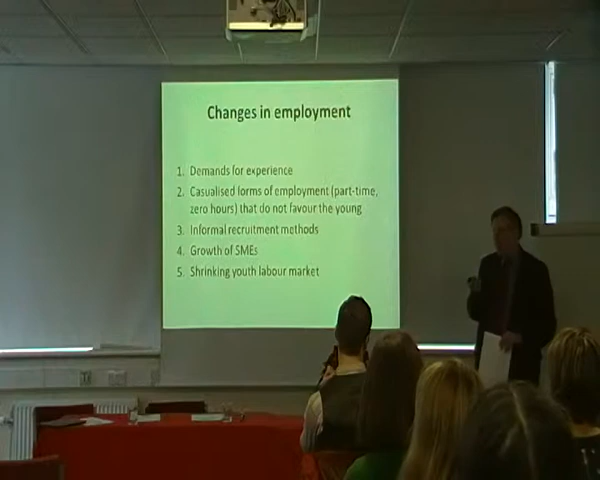 Changes in employment
1. Demands for experience
2. Casualised forms of employment (part-time,
zero hours) that do not favour the young
3. Informal recruitment methods
4. Growth of SMEs
5. Shrinking youth labour market